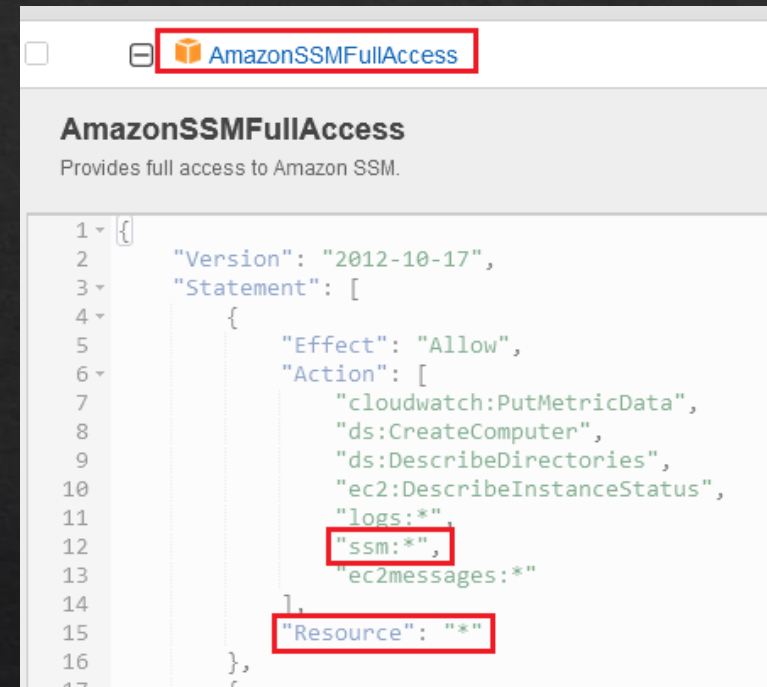 AmazonSSMFullAccess
AmazonSSMFullAccess
Provides full access to Amazon SSM.
1 {
2 "Version": "2012-10-17",
3 "Statement": [
4 {
5 "Effect": "Allow",
6 "Action": [
7 "cloudwatch:PutMetricData",
8 "ds:CreateComputer",
9 "ds:DescribeDirectories",
10 "ec2:DescribeInstanceStatus",
11 "logs:*",
12 "ssm:*",
13 "ec2messages:*"
14 ],
15 "Resource": "*"
16 },
17 {